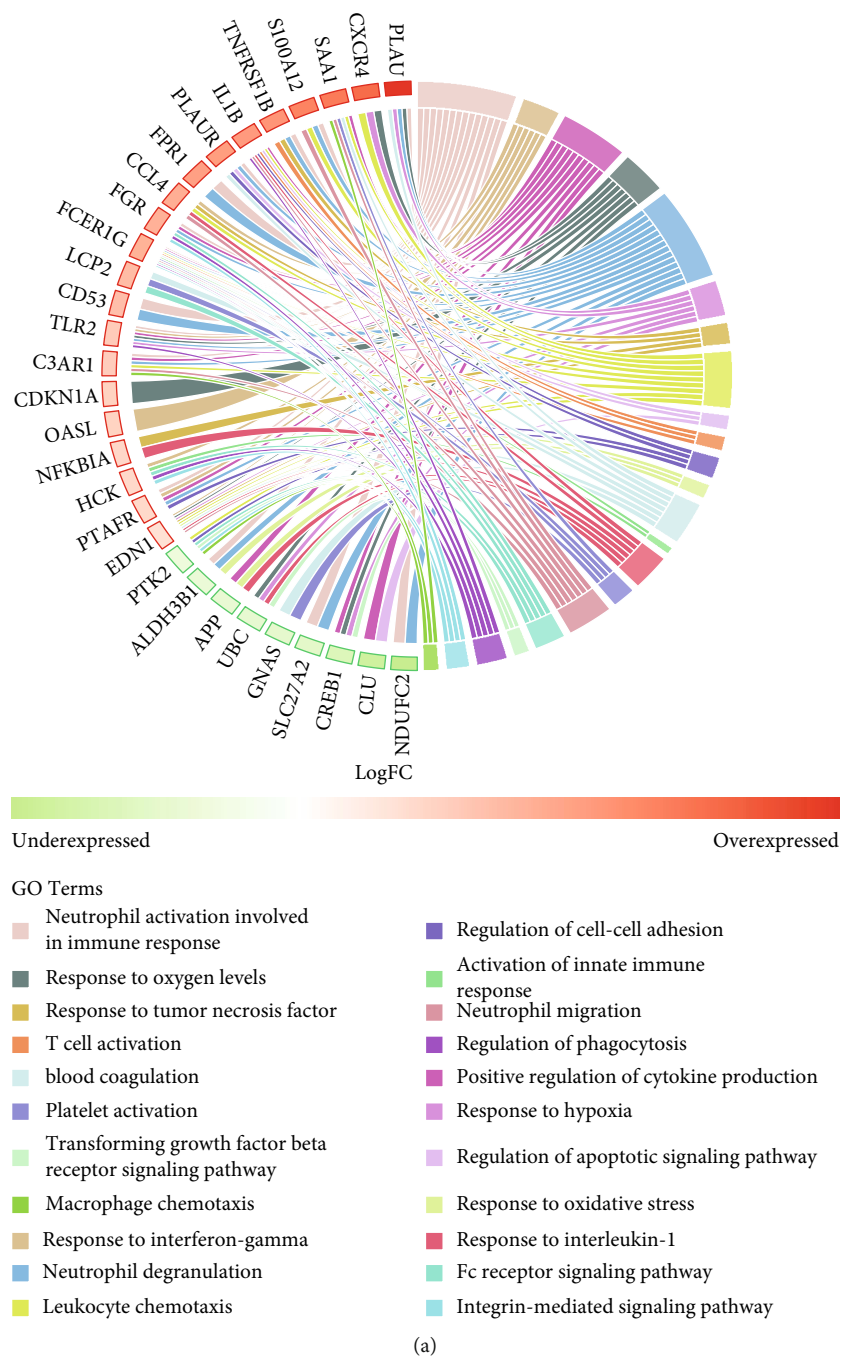 PLAU
CXCR4
SAA1
S100A12
TNFRSF1B
IL1B
PLAUR
FPR1
CCL4
FGR
FCER1G
LCP2
CD53
TLR2
C3AR1
CDKN1A
OASL
NFKBIA
HCK
PTAFR
EDN1
PTK2
ALDH3B1
APP
UBC
GNAS
SLC27A2
CREB1
CLU
NDUFC2
LogFC
Underexpressed
Overexpressed
GO Terms
Neutrophil activation involved
in immune response
Response to oxygen levels
Response to tumor necrosis factor
T cell activation
blood coagulation
Platelet activation
Transforming growth factor beta
receptor signaling pathway
Macrophage chemotaxis
Response to interferon-gamma
Neutrophil degranulation
Leukocyte chemotaxis
Regulation of cell-cell adhesion
Activation of innate immune
response
Neutrophil migration
Regulation of phagocytosis
Positive regulation of cytokine production
Response to hypoxia
Regulation of apoptotic signaling pathway
Response to oxidative stress
Response to interleukin-1
Fc receptor signaling pathway
Integrin-mediated signaling pathway
(a)